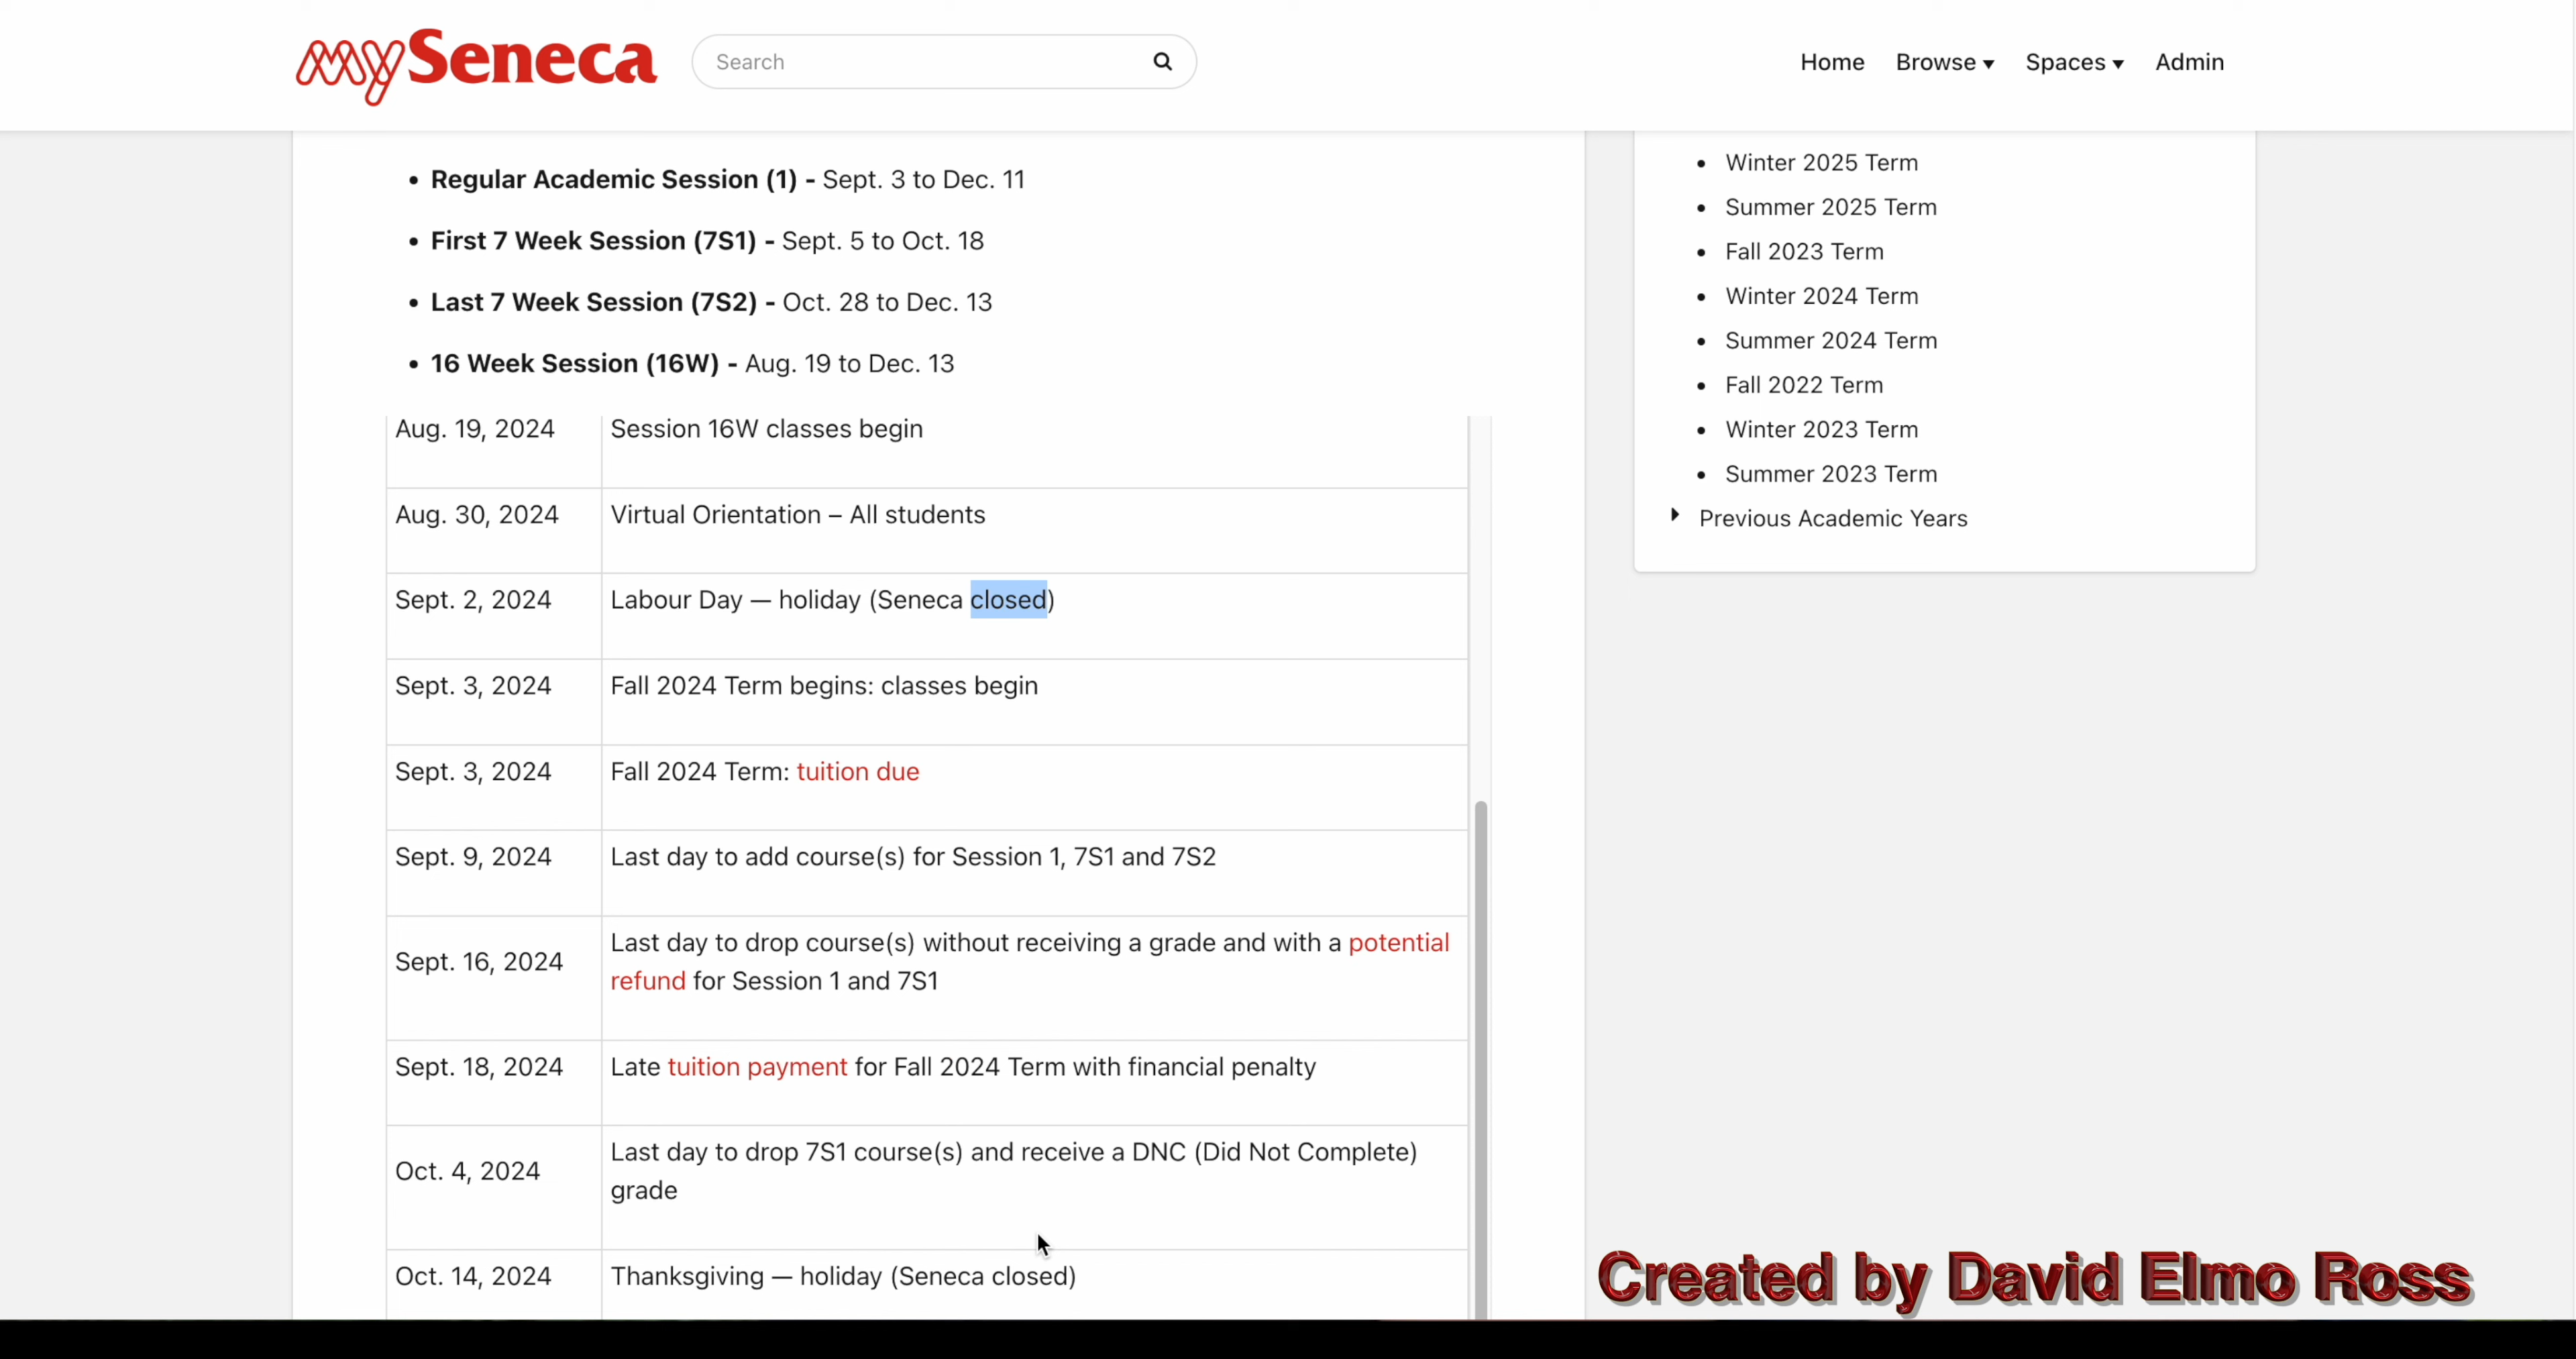 mySeneca
Search
Home Browse Spaces Admin
• Regular Academic Session (1) - Sept. 3 to Dec. 11
• First 7 Week Session (7S1) - Sept. 5 to Oct. 18
• Last 7 Week Session (7S2) - Oct. 28 to Dec. 13
• 16 Week Session (16W) - Aug. 19 to Dec. 13
Aug. 19, 2024 Session 16W classes begin
Aug. 30, 2024 Virtual Orientation – All students
Sept. 2, 2024 Labour Day — holiday (Seneca closed)
Sept. 3, 2024 Fall 2024 Term begins: classes begin
Sept. 3, 2024 Fall 2024 Term: tuition due
Sept. 9, 2024 Last day to add course(s) for Session 1, 7S1 and 7S2
Sept. 16, 2024 Last day to drop course(s) without receiving a grade and with a potential
refund for Session 1 and 7S1
Sept. 18, 2024 Late tuition payment for Fall 2024 Term with financial penalty
Oct. 4, 2024 Last day to drop 7S1 course(s) and receive a DNC (Did Not Complete)
grade
Oct. 14, 2024 Thanksgiving — holiday (Seneca closed)
• Winter 2025 Term
• Summer 2025 Term
• Fall 2023 Term
• Winter 2024 Term
• Summer 2024 Term
• Fall 2022 Term
• Winter 2023 Term
• Summer 2023 Term
Previous Academic Years
Created by David Elmo Ross